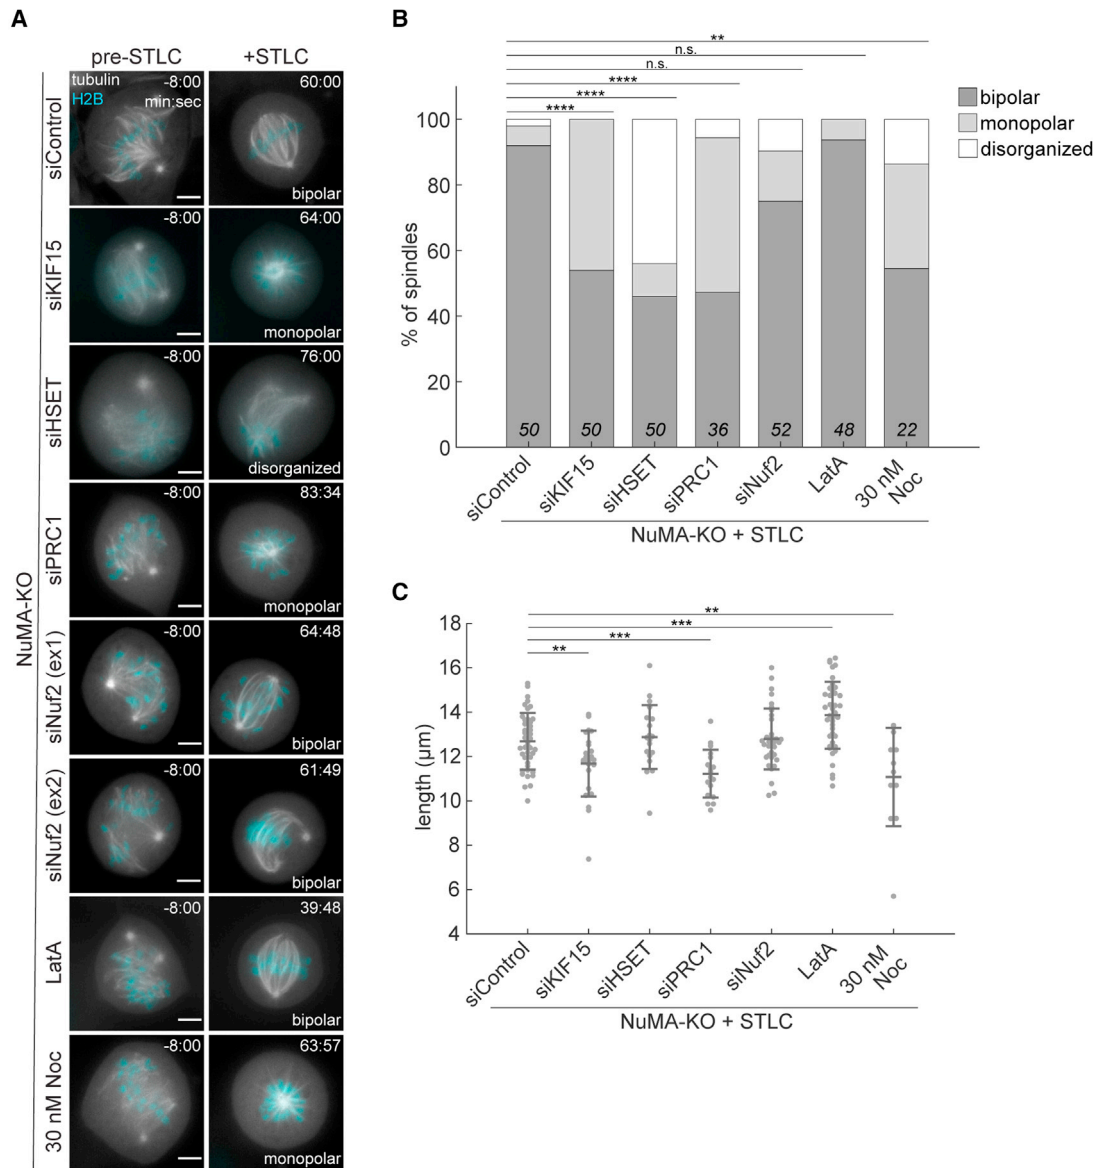 A
pre-STLC
+STLC
NuMA-KO
siControl
tubulin
H2B
-8:00
min:sec
60:00
bipolar
siKIF15
-8:00
64:00
monopolar
siHSET
-8:00
76:00
disorganized
siPRC1
-8:00
83:34
monopolar
siNuf2 (ex1)
-8:00
64:48
bipolar
siNuf2 (ex2)
-8:00
61:49
bipolar
LatA
-8:00
39:48
bipolar
30 nM Noc
-8:00
63:57
monopolar
B
**
n.s.
n.s.
****
****
****
bipolar
monopolar
disorganized
% of spindles
100
80
60
40
20
0
50
50
50
36
52
48
22
siControl
siKIF15
siHSET
siPRC1
siNuf2
LatA
30 nM
Noc
NuMA-KO + STLC
C
**
***
***
**
length (µm)
18
16
14
12
10
8
6
4
siControl
siKIF15
siHSET
siPRC1
siNuf2
LatA
30 nM
Noc
NuMA-KO + STLC